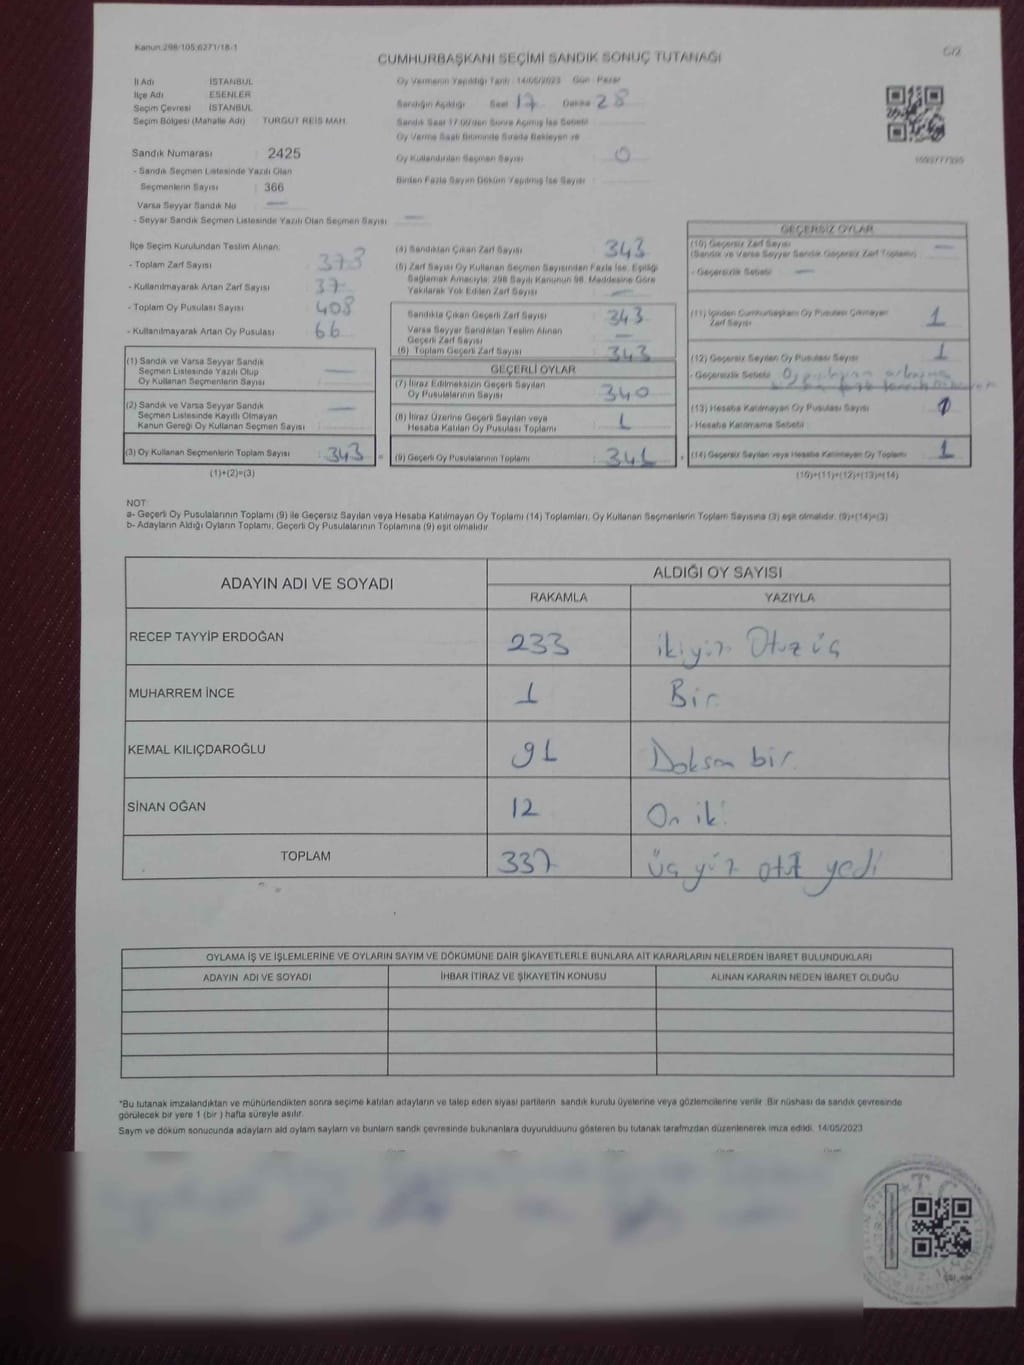 Kanun:298/105;6271/18-1
C/2
CUMHURBAŞKANI SEÇİMİ SANDIK SONUÇ TUTANAĞI
İl Adı İSTANBUL
İlçe Adı ESENLER
Seçim Çevresi İSTANBUL
Seçim Bölgesi (Mahalle Adı) TURGUT REİS MAH.
Sandık Numarası : 2425
- Sandık Seçmen Listesinde Yazılı Olan
Seçmenlerin Sayısı : 366
Varsa Seyyar Sandık No : —
- Seyyar Sandık Seçmen Listesinde Yazılı Olan Seçmen Sayısı : —
Oy Vermenin Yapıldığı Tarih : 14/05/2023 Gün : Pazar
Sandığın Açıldığı Saat 17 Dakika 28
Sandık Saat 17:00'den Sonra Açılmış İse Sebebi :
Oy Verme Saati Bitiminde Sırada Bekleyen ve
Oy Kullandırılan Seçmen Sayısı : 0
Birden Fazla Sayım Döküm Yapılmış İse Sayısı :
İlçe Seçim Kurulundan Teslim Alınan:
- Toplam Zarf Sayısı : 373
- Kullanılmayarak Artan Zarf Sayısı : 37
- Toplam Oy Pusulası Sayısı : 408
- Kullanılmayarak Artan Oy Pusulası : 66
(1) Sandık ve Varsa Seyyar Sandık
Seçmen Listesinde Yazılı Olup
Oy Kullanan Seçmenlerin Sayısı : —
(2) Sandık ve Varsa Seyyar Sandık
Seçmen Listesinde Kayıtlı Olmayan
Kanun Gereği Oy Kullanan Seçmen Sayısı : —
(3) Oy Kullanan Seçmenlerin Toplam Sayısı : 343
(1)+(2)=(3)
(4) Sandıktan Çıkan Zarf Sayısı : 343
(5) Zarf Sayısı Oy Kullanan Seçmen Sayısından Fazla İse, Eşitliği
Sağlamak Amacıyla; 298 Sayılı Kanunun 98. Maddesine Göre
Yakılarak Yok Edilen Zarf Sayısı : —
Sandıkta Çıkan Geçerli Zarf Sayısı : 343
Varsa Seyyar Sandıktan Teslim Alınan
Geçerli Zarf Sayısı : —
(6) Toplam Geçerli Zarf Sayısı : 343
GEÇERLİ OYLAR
(7) İtiraz Edilmeksizin Geçerli Sayılan
Oy Pusulalarının Sayısı : 340
(8) İtiraz Üzerine Geçerli Sayılan veya
Hesaba Katılan Oy Pusulası Toplamı : 1
(9) Geçerli Oy Pusulalarının Toplamı : 341
GEÇERSİZ OYLAR
(10) Geçersiz Zarf Sayısı : —
(Sandık ve Varsa Seyyar Sandık Geçersiz Zarf Toplamı)
- Geçersizlik Sebebi : —
(11) İçinden Cumhurbaşkanı Oy Pusulası Çıkmayan
Zarf Sayısı : 1
(12) Geçersiz Sayılan Oy Pusulası Sayısı : 1
- Geçersizlik Sebebi : Oy
(13) Hesaba Katılmayan Oy Pusulası Sayısı :
- Hesaba Katılmama Sebebi :
(14) Geçersiz Sayılan veya Hesaba Katılmayan Oy Toplamı : 1
(10)+(11)+(12)+(13)=(14)
NOT:
a- Geçerli Oy Pusulalarının Toplamı (9) ile Geçersiz Sayılan veya Hesaba Katılmayan Oy Toplamı (14) Toplamları, Oy Kullanan Seçmenlerin Toplam Sayısına (3) eşit olmalıdır. (9)+(14)=(3)
b- Adayların Aldığı Oyların Toplamı, Geçerli Oy Pusulalarının Toplamına (9) eşit olmalıdır.
ADAYIN ADI VE SOYADI
ALDIĞI OY SAYISI
RAKAMLA YAZIYLA
RECEP TAYYİP ERDOĞAN 233 ikiyüz Otuz üç
MUHARREM İNCE 1 Bir
KEMAL KILIÇDAROĞLU 91 Doksan bir
SİNAN OĞAN 12 On iki
TOPLAM 337 üç yüz otuz yedi
OYLAMA İŞ VE İŞLEMLERİNE VE OYLARIN SAYIM VE DÖKÜMÜNE DAİR ŞİKAYETLERLE BUNLARA AİT KARARLARIN NELERDEN İBARET BULUNDUKLARI
ADAYIN ADI VE SOYADI İHBAR İTİRAZ VE ŞİKAYETİN KONUSU ALINAN KARARIN NEDEN İBARET OLDUĞU
*Bu tutanak imzalandıktan ve mühürlendikten sonra seçime katılan adayların ve talep eden siyasi partilerin sandık kurulu üyelerine veya gözlemcilerine verilir. Bir nüshası da sandık çevresinde
görülecek bir yere 1 (bir ) hafta süreyle asılır.
Saym ve döküm sonucunda adaylarn ald oylarn saylarn ve bunlarn sandk çevresinde bulunanlara duyurulduunu gösteren bu tutanak tarafmzdan düzenlenerek imza edildi. 14/05/2023
T.C.